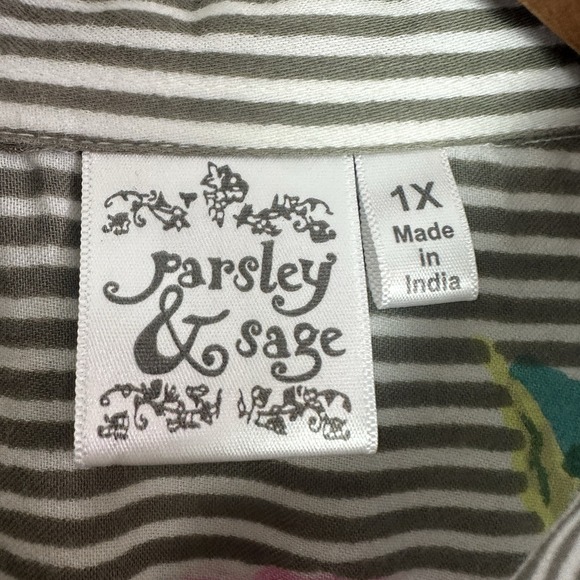 parsley
& sage
1X
Made
in
India